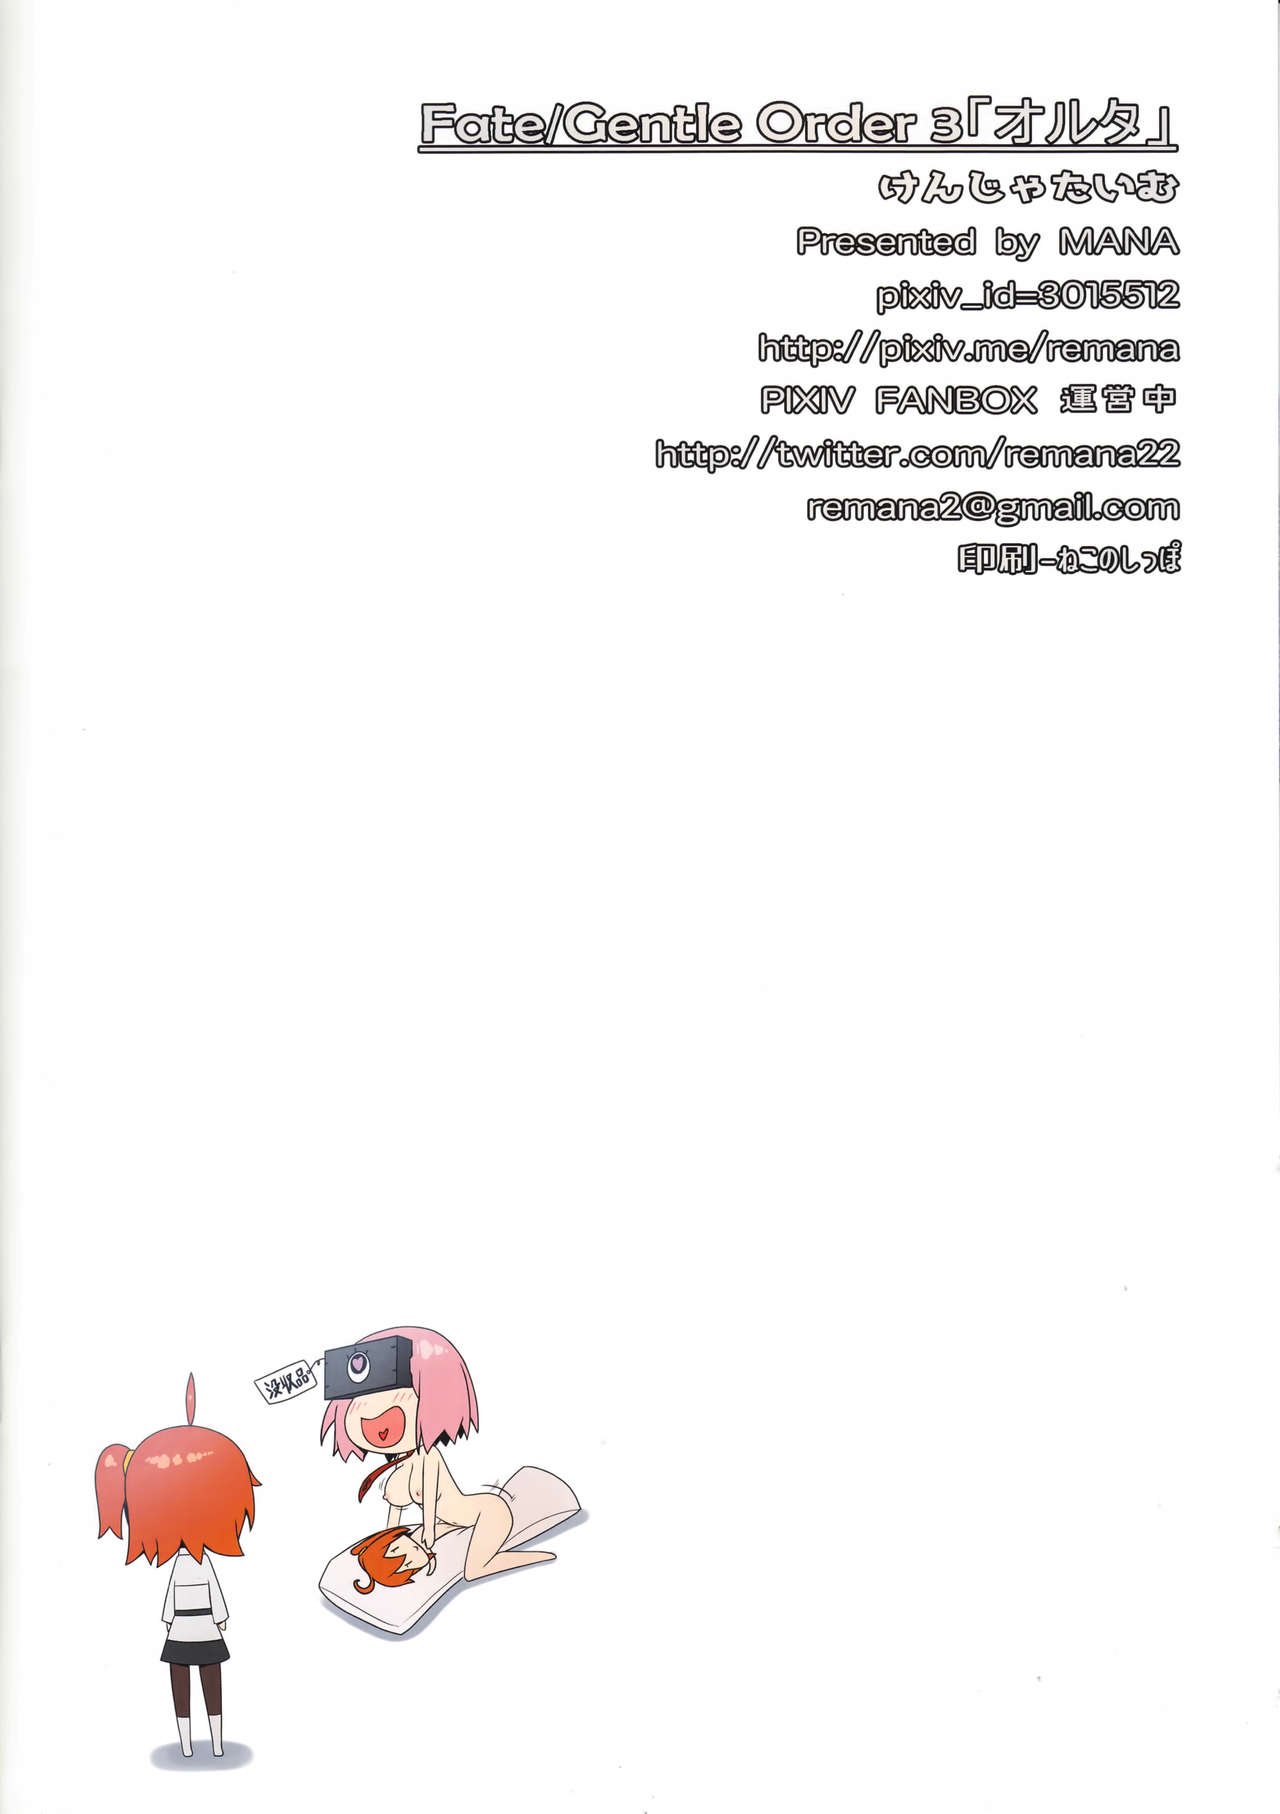 Fate/Gentle Order 3「オルタ」
けんじゃたいむ
Presented by MANA
pixiv_id=3015512
http://pixiv.me/remana
PIXIV FANBOX 運営中
http://twitter.com/remana22
remana2@gmail.com
印刷-ねこのしっぽ
没収品